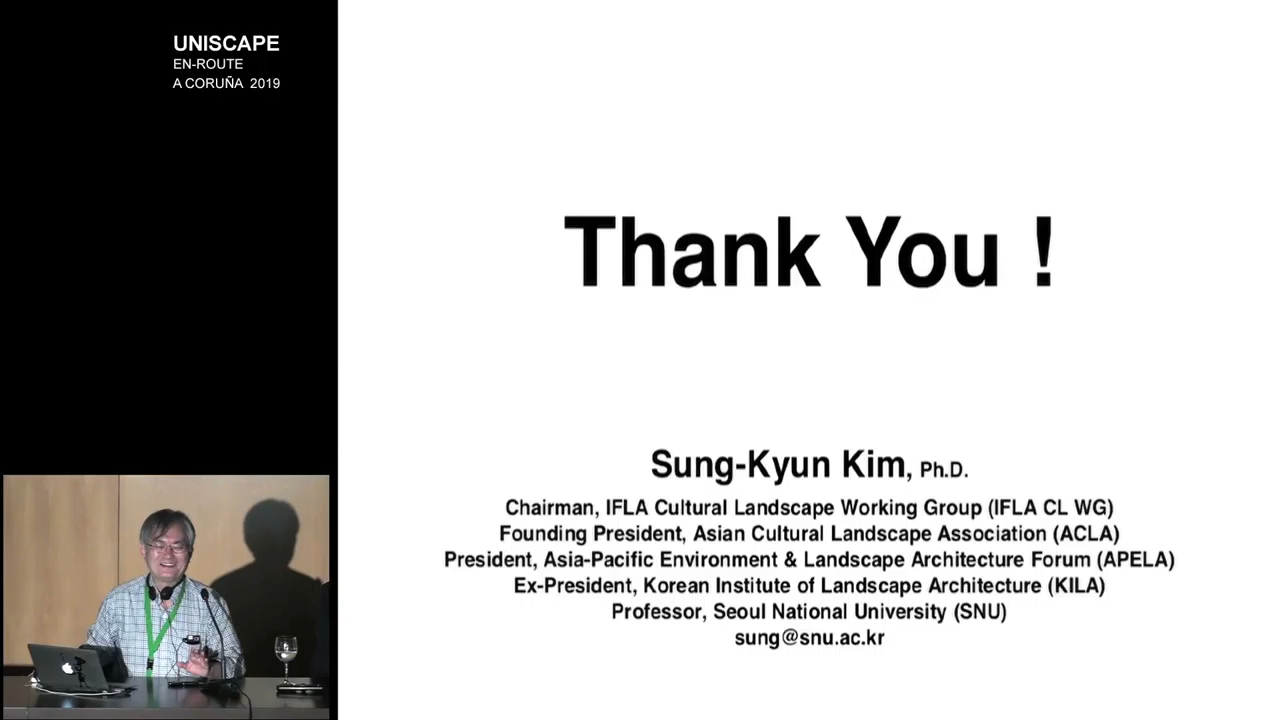 UNISCAPE
EN-ROUTE
A CORUÑA 2019
Thank You !
Sung-Kyun Kim, Ph.D.
Chairman, IFLA Cultural Landscape Working Group (IFLA CL WG)
Founding President, Asian Cultural Landscape Association (ACLA)
President, Asia-Pacific Environment & Landscape Architecture Forum (APELA)
Ex-President, Korean Institute of Landscape Architecture (KILA)
Professor, Seoul National University (SNU)
sung@snu.ac.kr